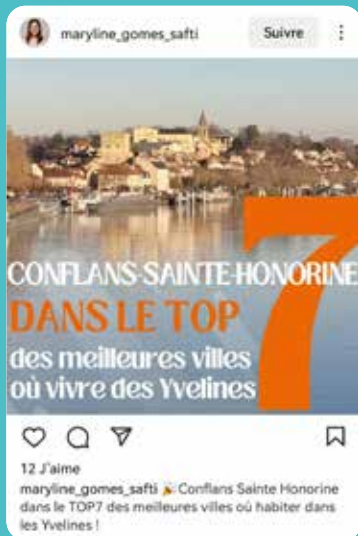 maryline_gomes_safti
Suivre
CONFLANS-SAINTE-HONORINE
DANS LE TOP 7
des meilleures villes
où vivre des Yvelines
12 J'aime
maryline_gomes_safti 🎉 Conflans Sainte Honorine
dans le TOP7 des meilleures villes où habiter dans
les Yvelines !